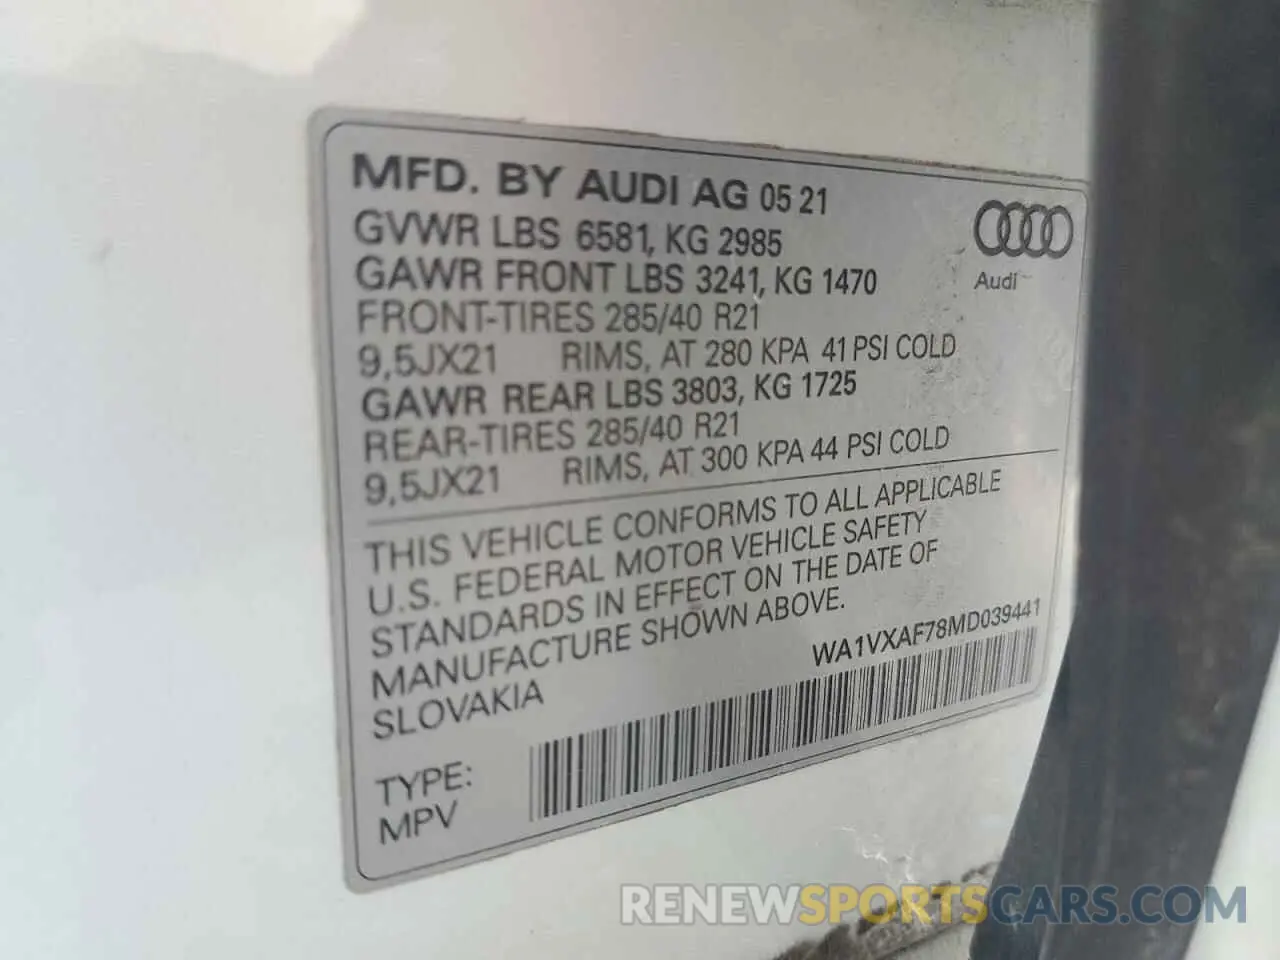 MFD. BY AUDI AG 05 21
GVWR LBS 6581, KG 2985
GAWR FRONT LBS 3241, KG 1470
FRONT-TIRES 285/40 R21
9,5JX21 RIMS, AT 280 KPA 41 PSI COLD
GAWR REAR LBS 3803, KG 1725
REAR-TIRES 285/40 R21
9,5JX21 RIMS, AT 300 KPA 44 PSI COLD
Audi
THIS VEHICLE CONFORMS TO ALL APPLICABLE
U.S. FEDERAL MOTOR VEHICLE SAFETY
STANDARDS IN EFFECT ON THE DATE OF
MANUFACTURE SHOWN ABOVE.
SLOVAKIA
WA1VXAF78MD039441
TYPE:
MPV
RENEWSPORTSCARS.COM